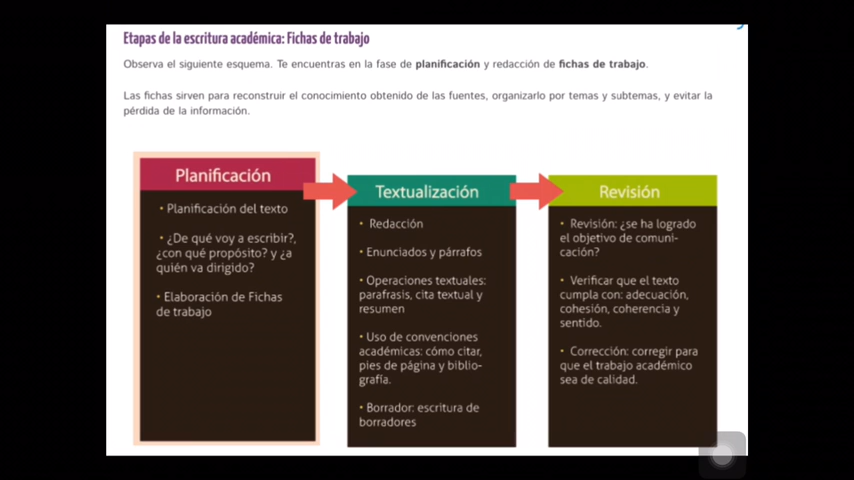 Etapas de la escritura académica: Fichas de trabajo
Observa el siguiente esquema. Te encuentras en la fase de planificación y redacción de fichas de trabajo.
Las fichas sirven para reconstruir el conocimiento obtenido de las fuentes, organizarlo por temas y subtemas, y evitar la
pérdida de la información.
Planificación
• Planificación del texto
• ¿De qué voy a escribir?,
¿con qué propósito? y ¿a
quién va dirigido?
• Elaboración de Fichas
de trabajo
Textualización
• Redacción
• Enunciados y párrafos
• Operaciones textuales:
parafrasis, cita textual y
resumen
• Uso de convenciones
académicas: cómo citar,
pies de página y biblio-
grafía.
• Borrador: escritura de
borradores
Revisión
• Revisión: ¿se ha logrado
el objetivo de comuni-
cación?
• Verificar que el texto
cumpla con: adecuación,
cohesión, coherencia y
sentido.
• Corrección: corregir para
que el trabajo académico
sea de calidad.